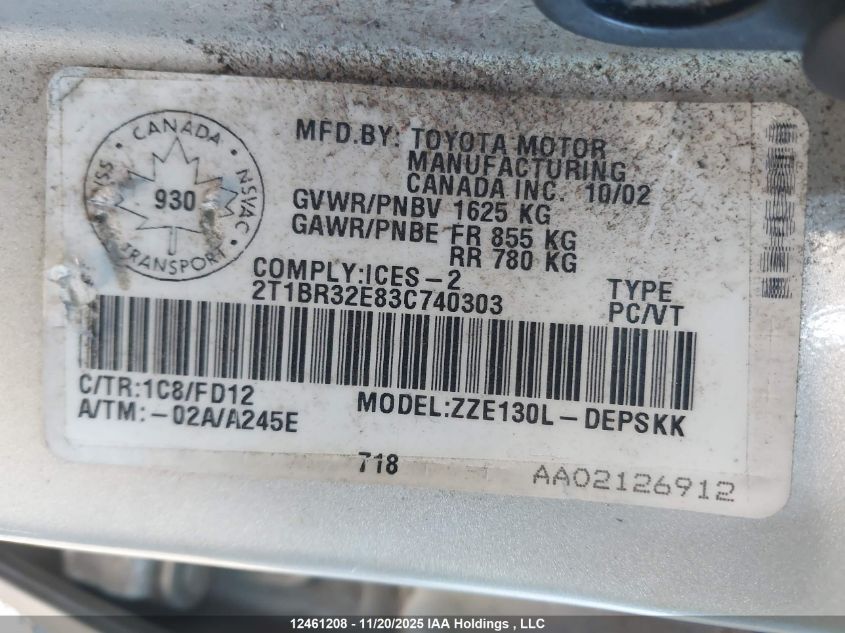 CANADA
NSVAC
TRANSPORT
930
MFD.BY: TOYOTA MOTOR
MANUFACTURING
CANADA INC. 10/02
GVWR/PNBV 1625 KG
GAWR/PNBE FR 855 KG
RR 780 KG
COMPLY:ICES-2
2T1BR32E83C740303
TYPE
PC/VT
C/TR:1C8/FD12
A/TM:-02A/A245E
MODEL:ZZE130L-DEPSKK
718
AA02126912
12461208 - 11/20/2025 IAA Holdings , LLC